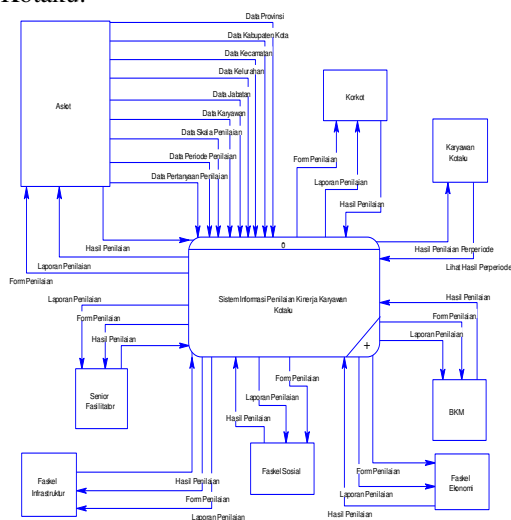 Kotaku.
Data Provinsi
Data Kabupaten Kota
Data Kecamatan
Data Kelurahan
Data Jabatan
Data Karyawan
Data Skala Penilaian
Data Periode Penilaian
Data Pertanyaan Penilaian
Askot
Korkot
Karyawan
Kotaku
Form Penilaian
Laporan Penilaian
Hasil Penilaian
Hasil Penilaian
Laporan Penilaian
Form Penilaian
Hasil Penilaian Perperiode
Lihat Hasil Perperiode
0
Sistem Informasi Penilaian Kinerja Karyawan
Kotaku
+
Laporan Penilaian
Form Penilaian
Hasil Penilaian
Hasil Penilaian
Form Penilaian
Laporan Penilaian
Senior
Fasilitator
BKM
Form Penilaian
Laporan Penilaian
Hasil Penilaian
Faskel Sosial
Faskel
Infrastruktur
Hasil Penilaian
Form Penilaian
Laporan Penilaian
Faskel
Ekonomi
Form Penilaian
Laporan Penilaian
Hasil Penilaian